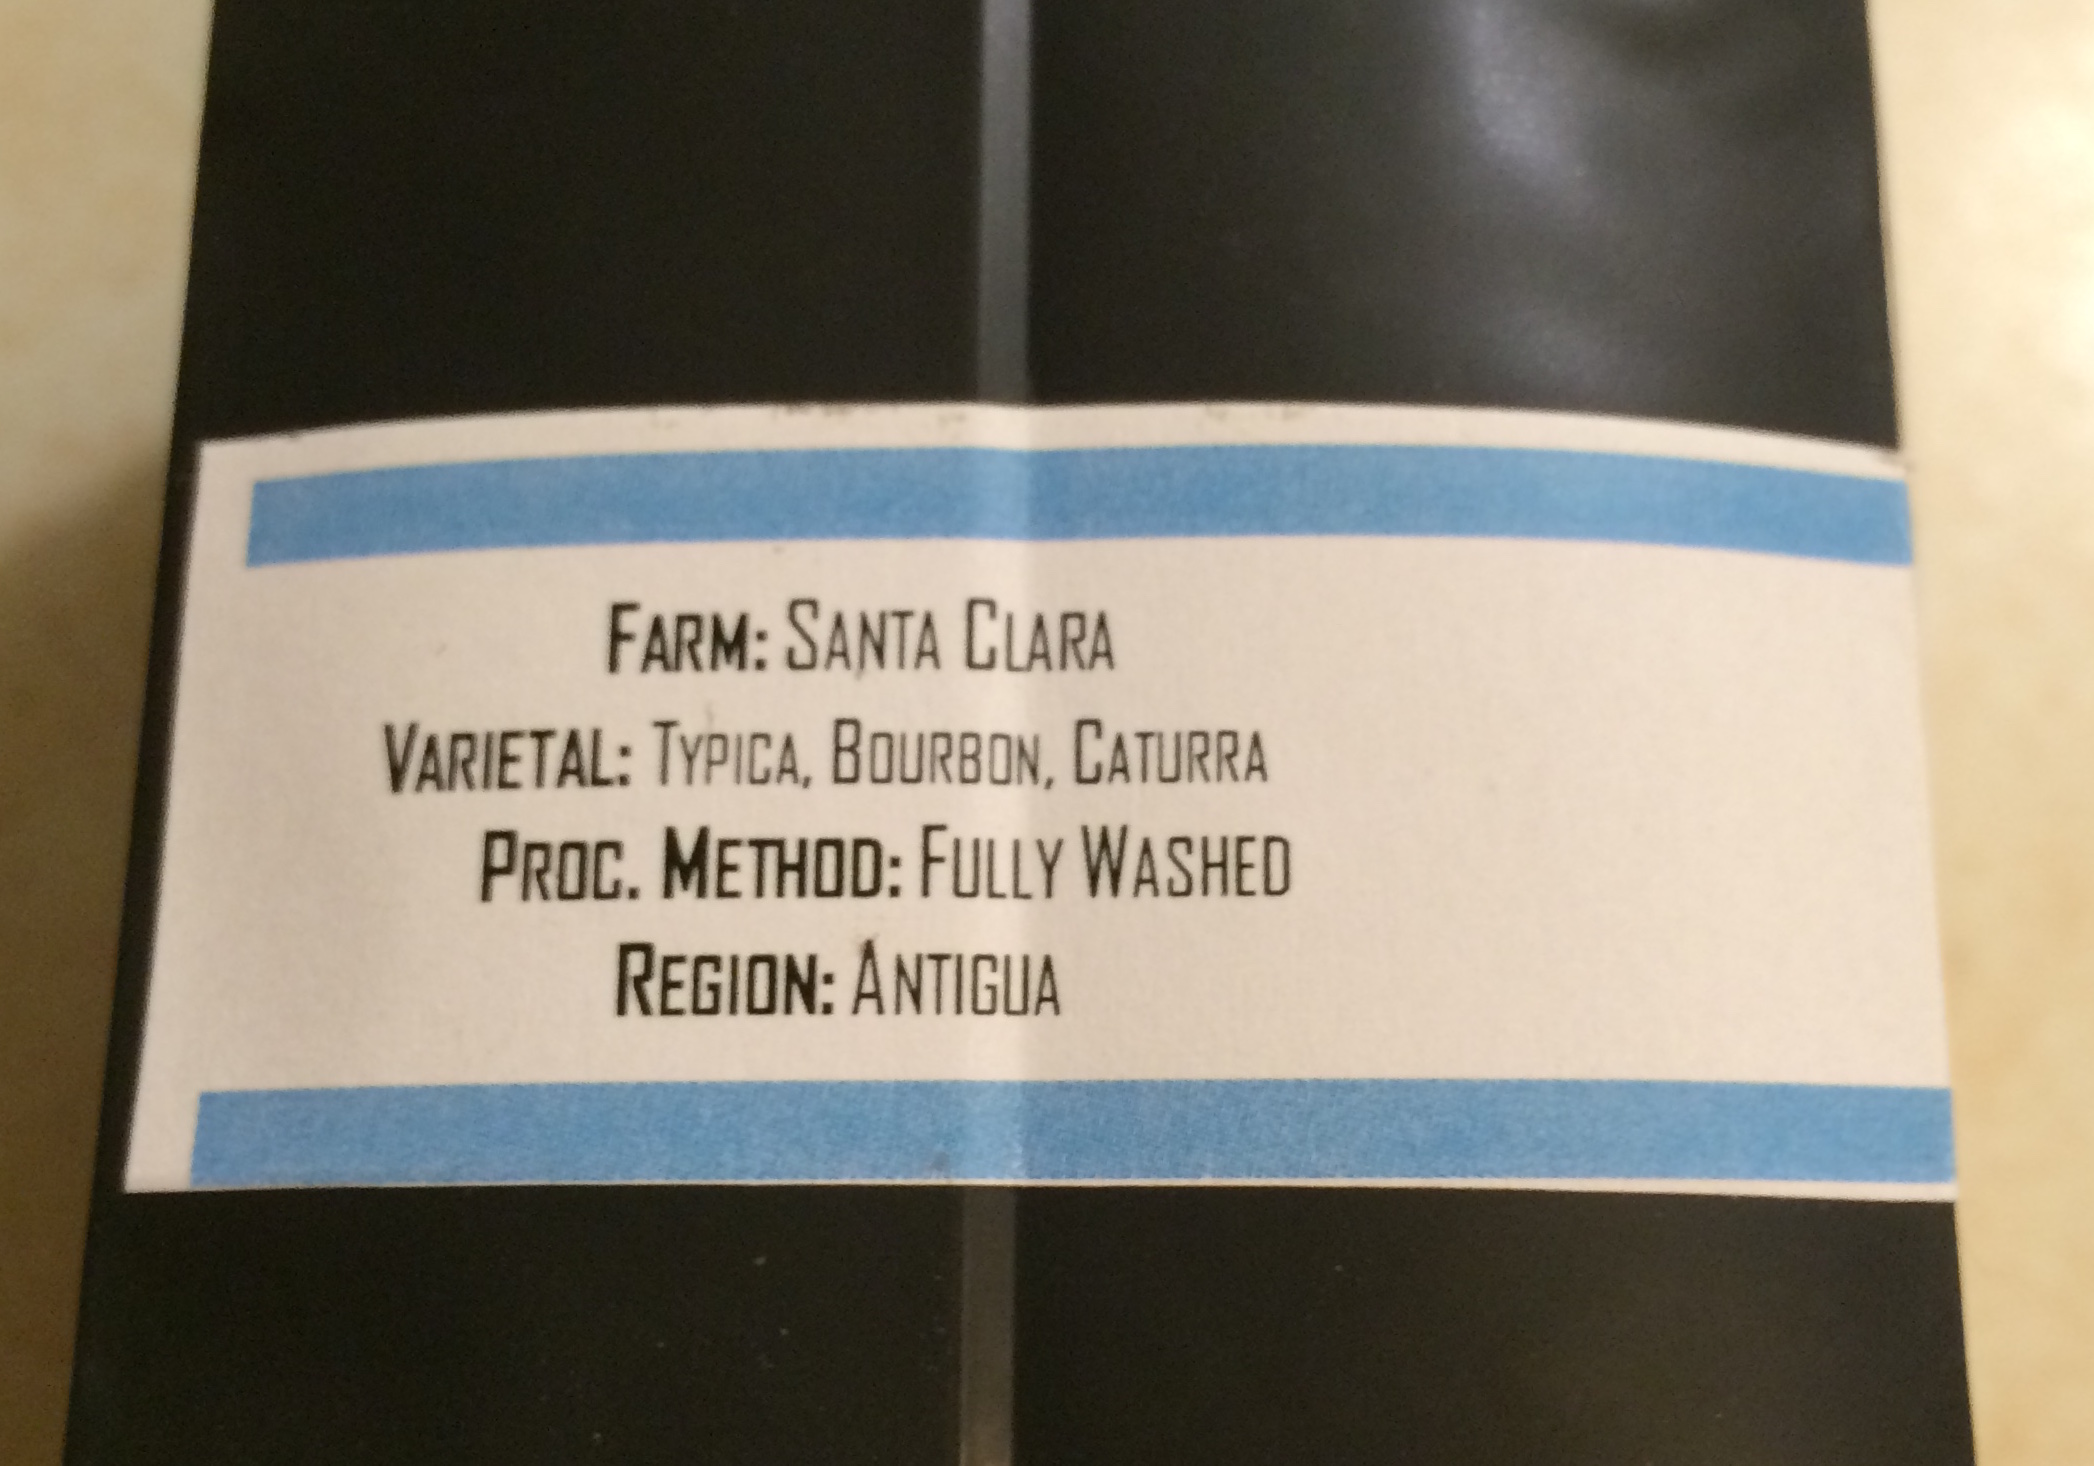 Farm: Santa Clara
Varietal: Typica, Bourbon, Caturra
Proc. Method: Fully Washed
Region: Antigua